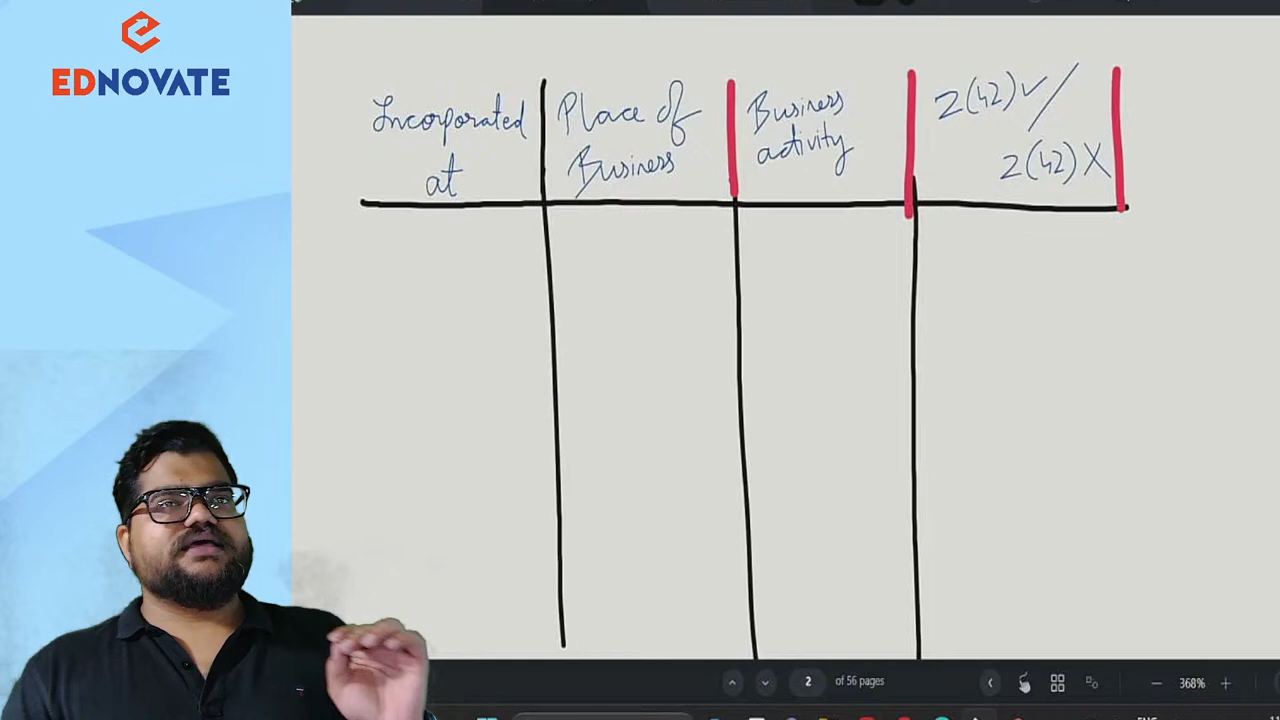 EDNOVATE
Incorporated
at
Place of
Business
Business
activity
2(42)✓/
2(42)X
2
of 56 pages
368%